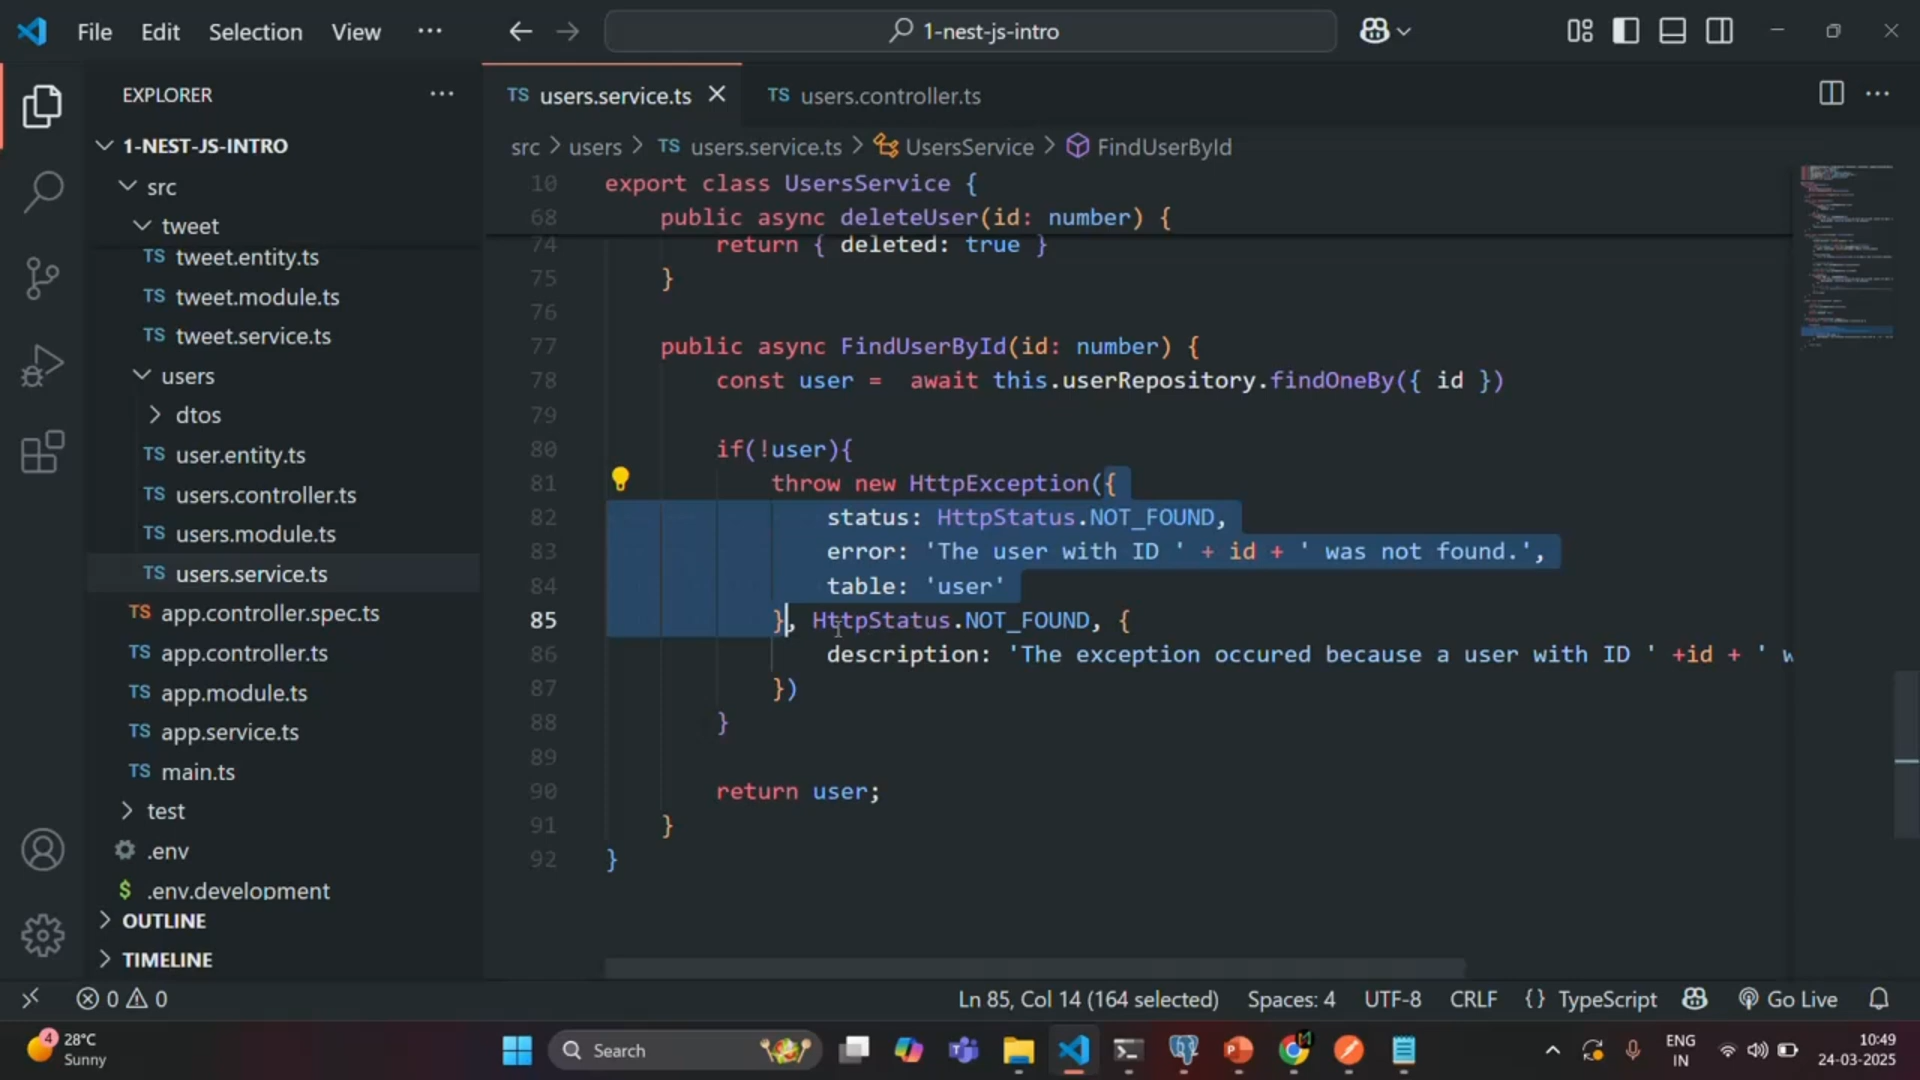 File Edit Selection View ··· 1-nest-js-intro
EXPLORER ···
1-NEST-JS-INTRO
src
tweet
TS tweet.entity.ts
TS tweet.module.ts
TS tweet.service.ts
users
dtos
TS user.entity.ts
TS users.controller.ts
TS users.module.ts
TS users.service.ts
TS app.controller.spec.ts
TS app.controller.ts
TS app.module.ts
TS app.service.ts
TS main.ts
test
.env
$ .env.development
OUTLINE
TIMELINE
TS users.service.ts TS users.controller.ts
src > users > TS users.service.ts > UsersService > FindUserById
10 export class UsersService {
68 public async deleteUser(id: number) {
74 return { deleted: true }
75 }
76
77 public async FindUserById(id: number) {
78 const user =  await this.userRepository.findOneBy({ id })
79
80 if(!user){
81 throw new HttpException({
82 status: HttpStatus.NOT_FOUND,
83 error: 'The user with ID ' + id + ' was not found.',
84 table: 'user'
85 }, HttpStatus.NOT_FOUND, {
86 description: 'The exception occured because a user with ID ' +id + ' w
87 })
88 }
89
90 return user;
91 }
92 }
0 0 Ln 85, Col 14 (164 selected) Spaces: 4 UTF-8 CRLF {} TypeScript Go Live
4 28°C
Sunny
Search
ENG
IN
10:49
24-03-2025